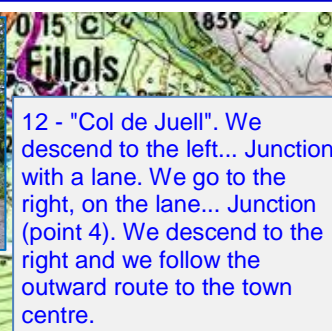 0,15 C 859
Fillols
12 - "Col de Juell". We
descend to the left... Junction
with a lane. We go to the
right, on the lane... Junction
(point 4). We descend to the
right and we follow the
outward route to the town
centre.